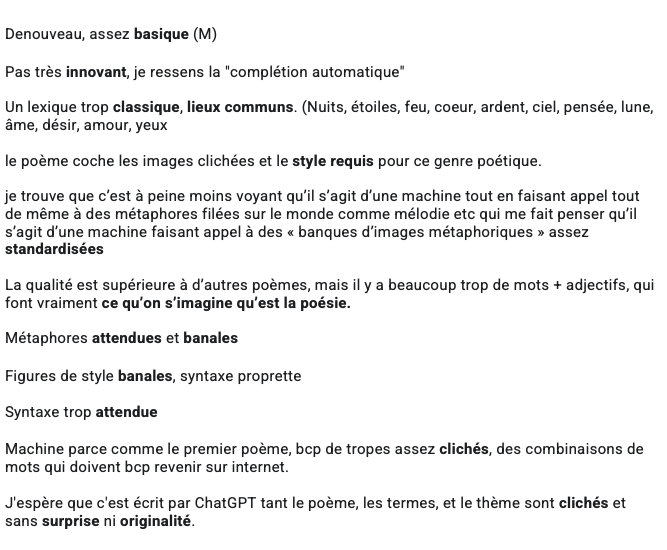 Denouveau, assez basique (M)
Pas très innovant, je ressens la "complétion automatique"
Un lexique trop classique, lieux communs. (Nuits, étoiles, feu, coeur, ardent, ciel, pensée, lune,
âme, désir, amour, yeux
le poème coche les images clichées et le style requis pour ce genre poétique.
je trouve que c’est à peine moins voyant qu’il s’agit d’une machine tout en faisant appel tout
de même à des métaphores filées sur le monde comme mélodie etc qui me fait penser qu’il
s’agit d’une machine faisant appel à des « banques d’images métaphoriques » assez
standardisées
La qualité est supérieure à d’autres poèmes, mais il y a beaucoup trop de mots + adjectifs, qui
font vraiment ce qu’on s’imagine qu’est la poésie.
Métaphores attendues et banales
Figures de style banales, syntaxe proprette
Syntaxe trop attendue
Machine parce comme le premier poème, bcp de tropes assez clichés, des combinaisons de
mots qui doivent bcp revenir sur internet.
J'espère que c'est écrit par ChatGPT tant le poème, les termes, et le thème sont clichés et
sans surprise ni originalité.